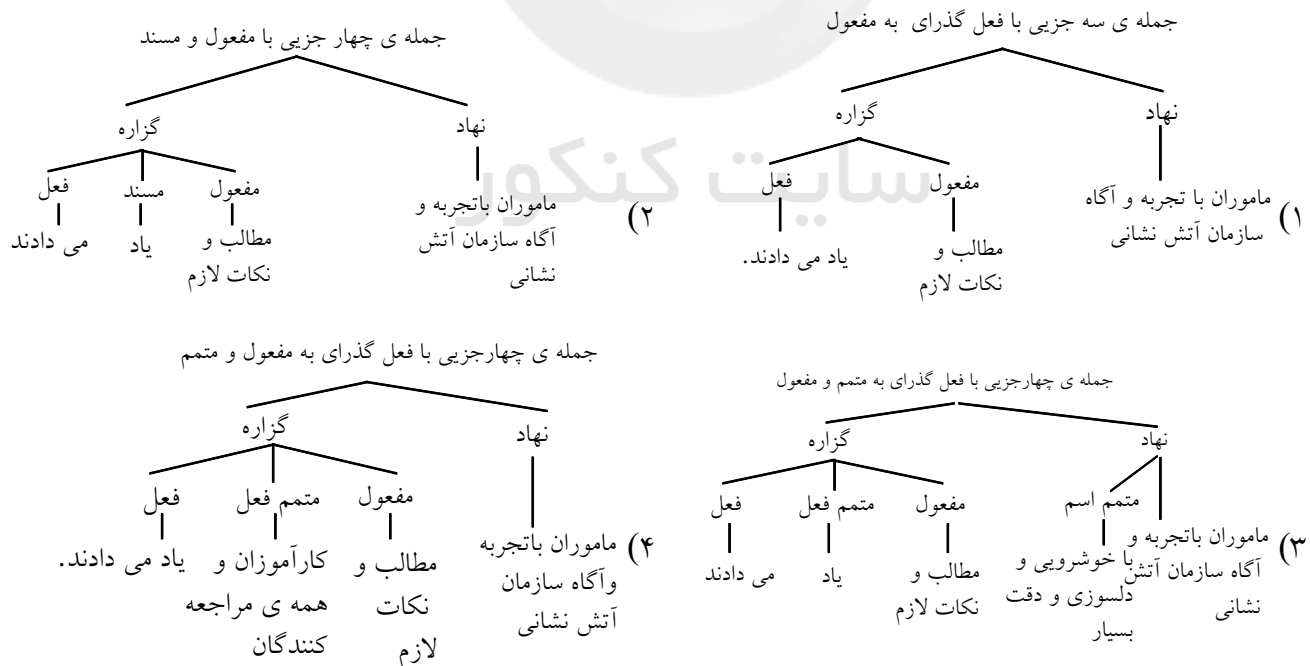 جمله ی سه جزیی با فعل گذرای به مفعول
نهاد
گزاره
مفعول
فعل
۱) ماموران با تجربه و آگاه
سازمان آتش نشانی
مطالب و
نکات لازم
یاد می دادند.
جمله ی چهار جزیی با مفعول و مسند
نهاد
گزاره
مفعول
مسند
فعل
۲) ماموران باتجربه و
آگاه سازمان آتش
نشانی
مطالب و
نکات لازم
یاد
می دادند
سایت کنکور
جمله ی چهارجزیی با فعل گذرای به متمم و مفعول
نهاد
گزاره
متمم اسم
مفعول
متمم فعل
فعل
۳) ماموران باتجربه و
آگاه سازمان آتش
نشانی
با خوشرویی و
دلسوزی و دقت
بسیار
مطالب و
نکات لازم
یاد
می دادند
جمله ی چهارجزیی با فعل گذرای به مفعول و متمم
نهاد
گزاره
مفعول
متمم فعل
فعل
۴) ماموران باتجربه
وآگاه سازمان
آتش نشانی
مطالب و
نکات
لازم
کارآموزان و
همه ی مراجعه
کنندگان
یاد می دادند.